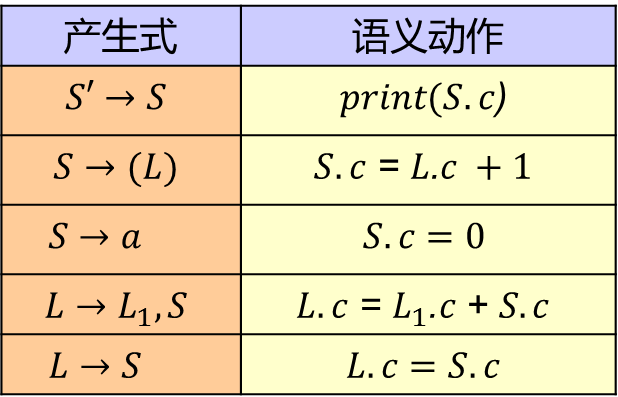 产生式 语义动作
S′ → S print(S.c)
S → (L) S.c = L.c + 1
S → a S.c = 0
L → L₁,S L.c = L₁.c + S.c
L → S L.c = S.c